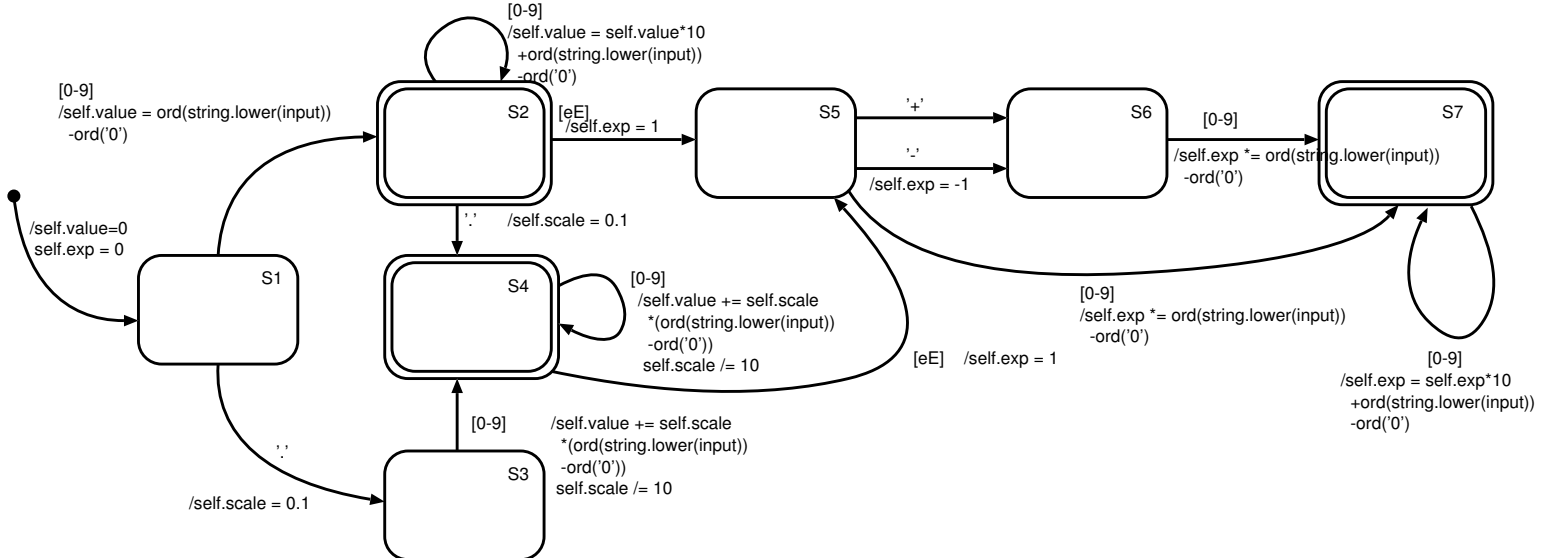 [0-9]
/self.value = self.value*10
+ord(string.lower(input))
-ord('0')
[0-9]
/self.value = ord(string.lower(input))
-ord('0')
S2
[eE]
/self.exp = 1
S5
'+'
'-'
/self.exp = -1
S6
[0-9]
/self.exp *= ord(string.lower(input))
-ord('0')
S7
/self.value=0
self.exp = 0
S1
'.'
/self.scale = 0.1
S4
[0-9]
/self.value += self.scale
*(ord(string.lower(input))
-ord('0'))
self.scale /= 10
[eE]
/self.exp = 1
[0-9]
/self.exp *= ord(string.lower(input))
-ord('0')
[0-9]
/self.exp = self.exp*10
+ord(string.lower(input))
-ord('0')
'.'
/self.scale = 0.1
[0-9]
/self.value += self.scale
*(ord(string.lower(input))
-ord('0'))
self.scale /= 10
S3